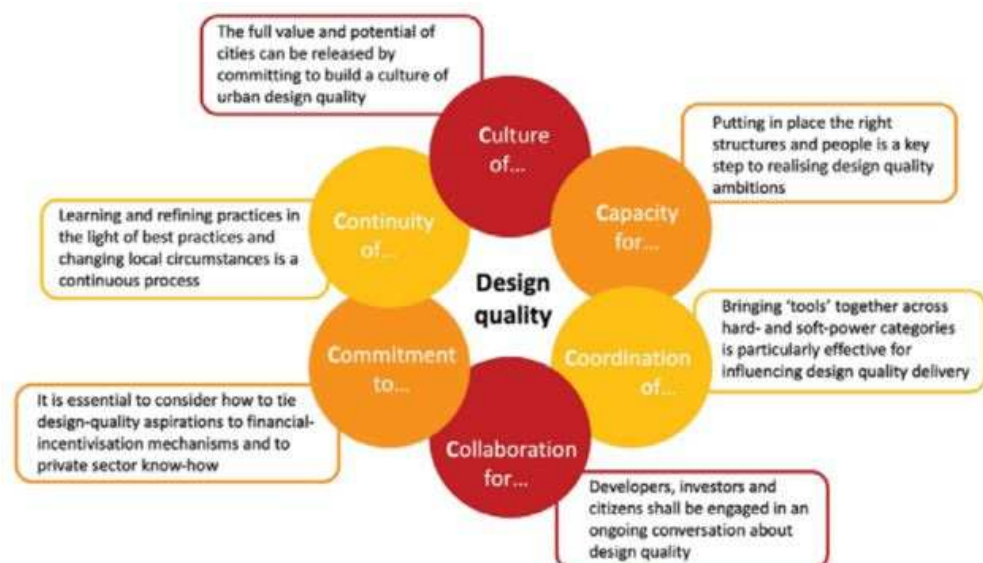 The full value and potential of
cities can be released by
committing to build a culture of
urban design quality
Culture
of...
Putting in place the right
structures and people is a key
step to realising design quality
ambitions
Capacity
for...
Learning and refining practices in
the light of best practices and
changing local circumstances is a
continuous process
Continuity
of...
Design
quality
Bringing ‘tools’ together across
hard- and soft-power categories
is particularly effective for
influencing design quality delivery
Coordination
of...
Commitment
to...
It is essential to consider how to tie
design-quality aspirations to financial-
incentivisation mechanisms and to
private sector know-how
Collaboration
for...
Developers, investors and
citizens shall be engaged in an
ongoing conversation about
design quality